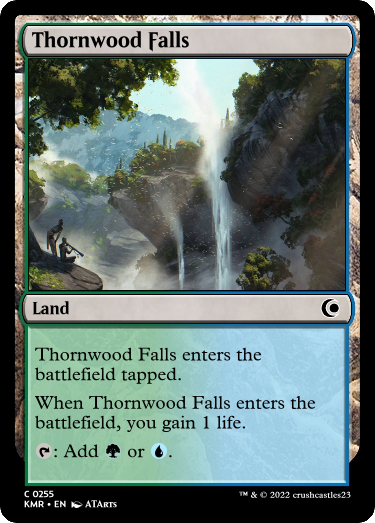 Thornwood Falls
Land
Thornwood Falls enters the
battlefield tapped.
When Thornwood Falls enters the
battlefield, you gain 1 life.
: Add or .
C 0255
KMR • EN ATARTS
™ & © 2022 crushcastles23